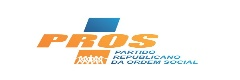 PROS
PARTIDO
REPUBLICANO
DA ORDEM SOCIAL